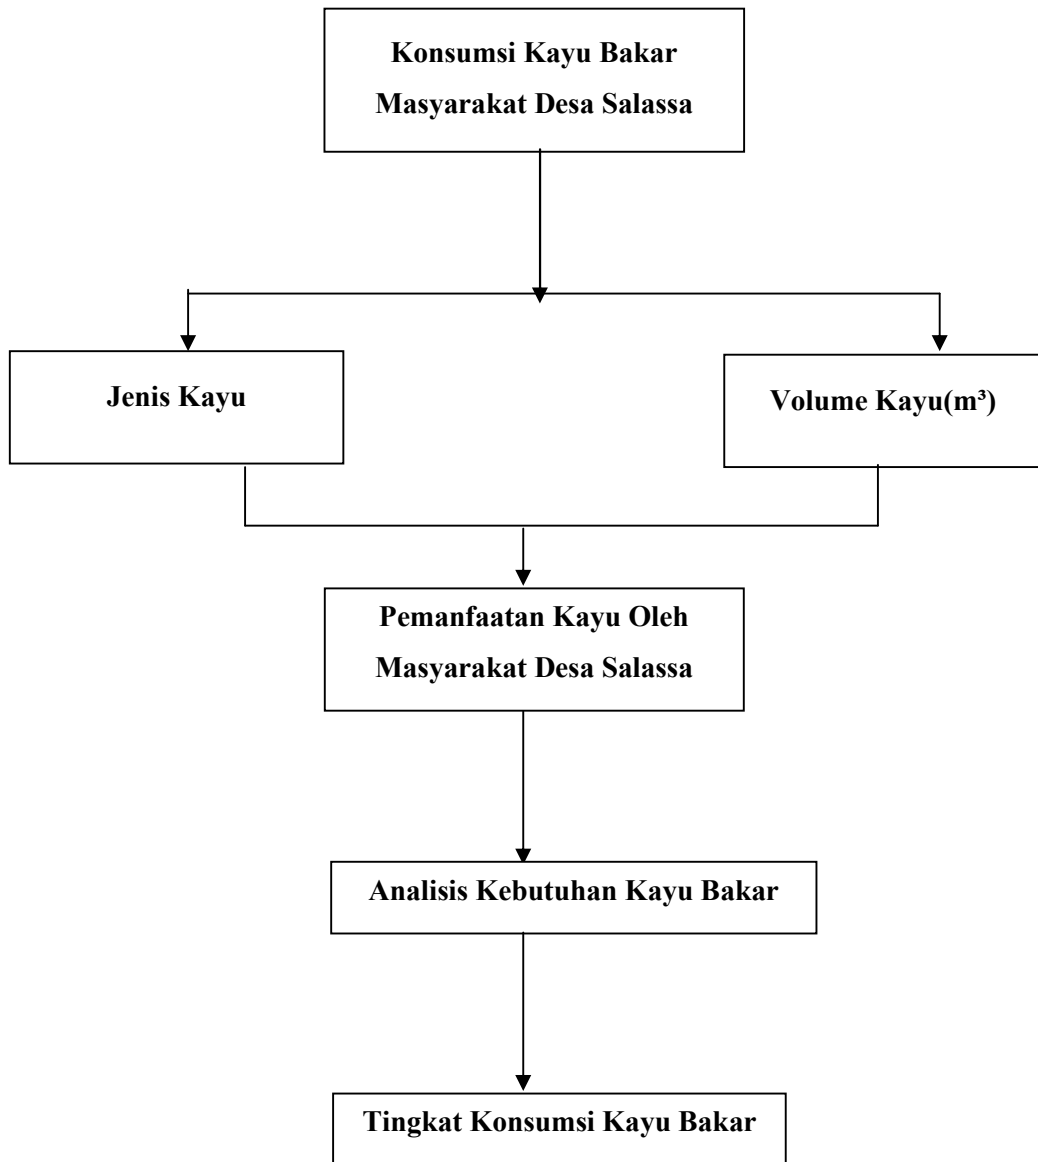 Konsumsi Kayu Bakar
Masyarakat Desa Salassa
Jenis Kayu
Volume Kayu(m³)
Pemanfaatan Kayu Oleh
Masyarakat Desa Salassa
Analisis Kebutuhan Kayu Bakar
Tingkat Konsumsi Kayu Bakar